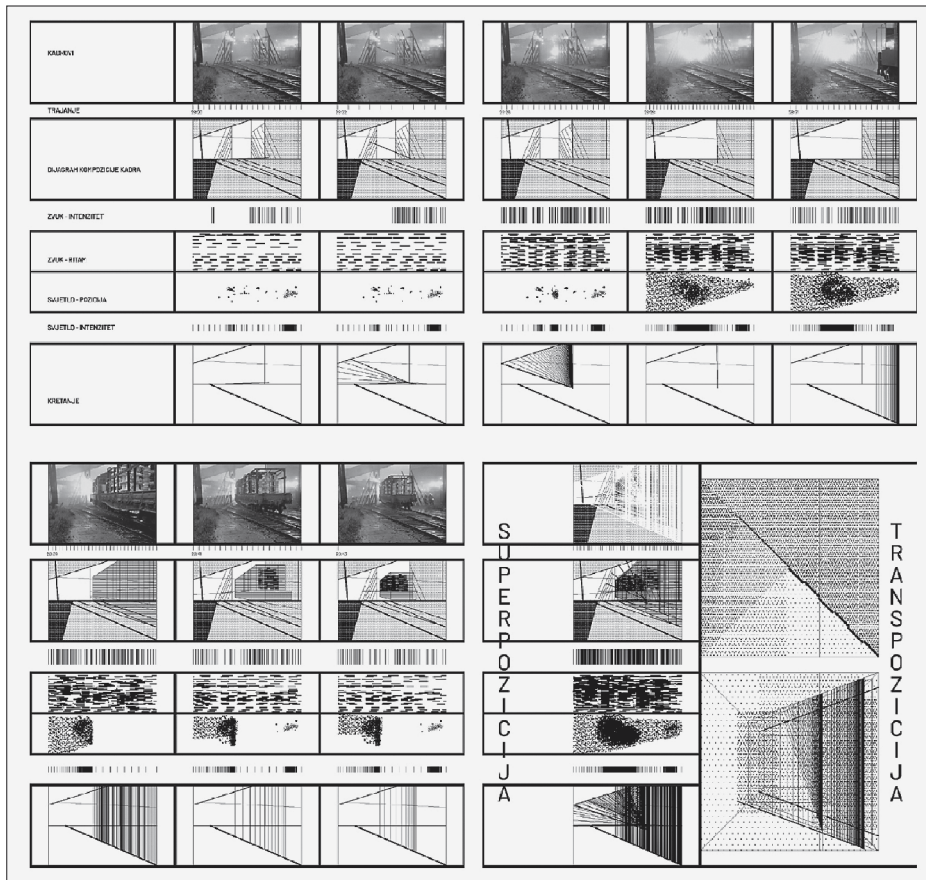 KADROVI
TRAJANJE
DIJAGRAM KOMPOZICIJE KADRA
ZVUK - INTENZITET
ZVUK - RITAM
SVJETLO - POZICIJA
SVJETLO - INTENZITET
KRETANJE
SUPERPOZICIJA
TRANSPOZICIJA